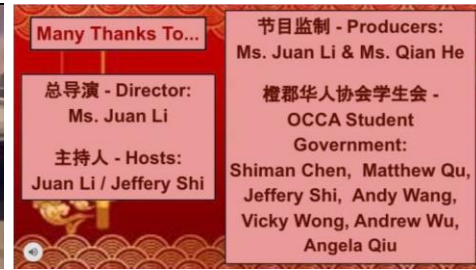 Many Thanks To...
总导演 - Director:
Ms. Juan Li
主持人 - Hosts:
Juan Li / Jeffery Shi
节目监制 - Producers:
Ms. Juan Li & Ms. Qian He
橙郡华人协会学生会 -
OCCA Student
Government:
Shiman Chen, Matthew Qu,
Jeffery Shi, Andy Wang,
Vicky Wong, Andrew Wu,
Angela Qiu